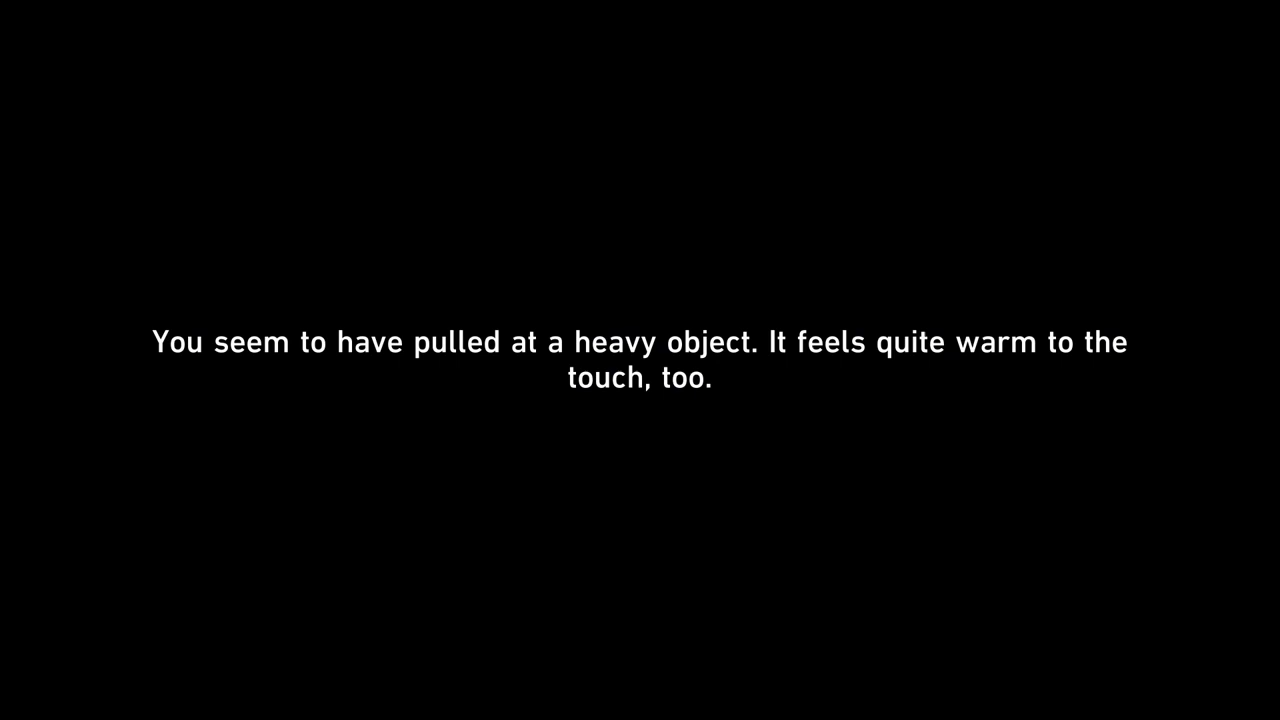 You seem to have pulled at a heavy object. It feels quite warm to the
touch, too.